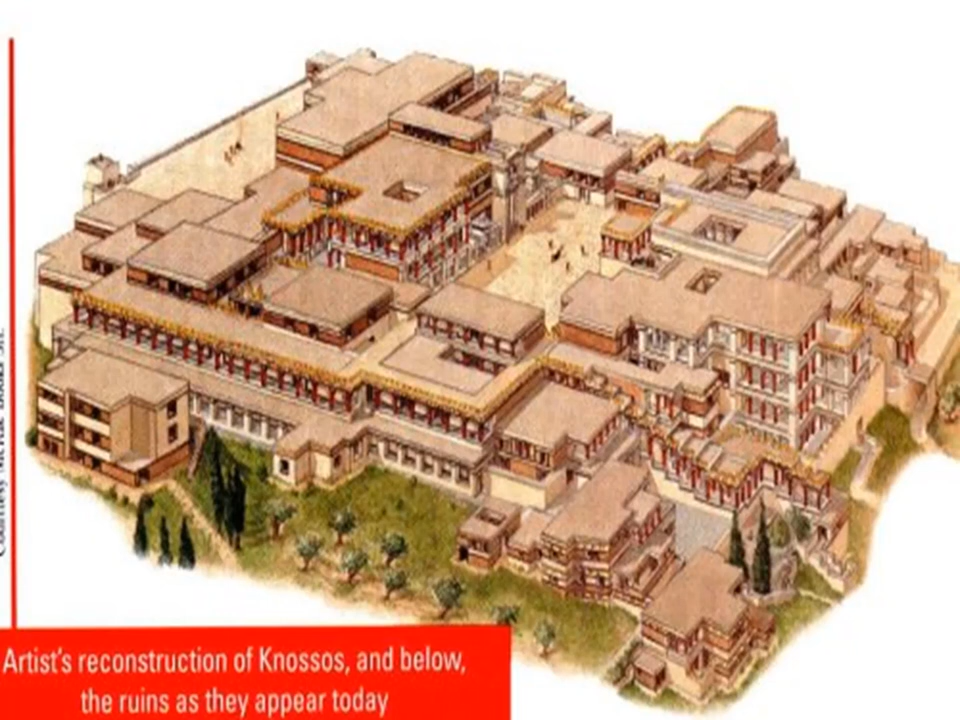 Artist's reconstruction of Knossos, and below,
the ruins as they appear today